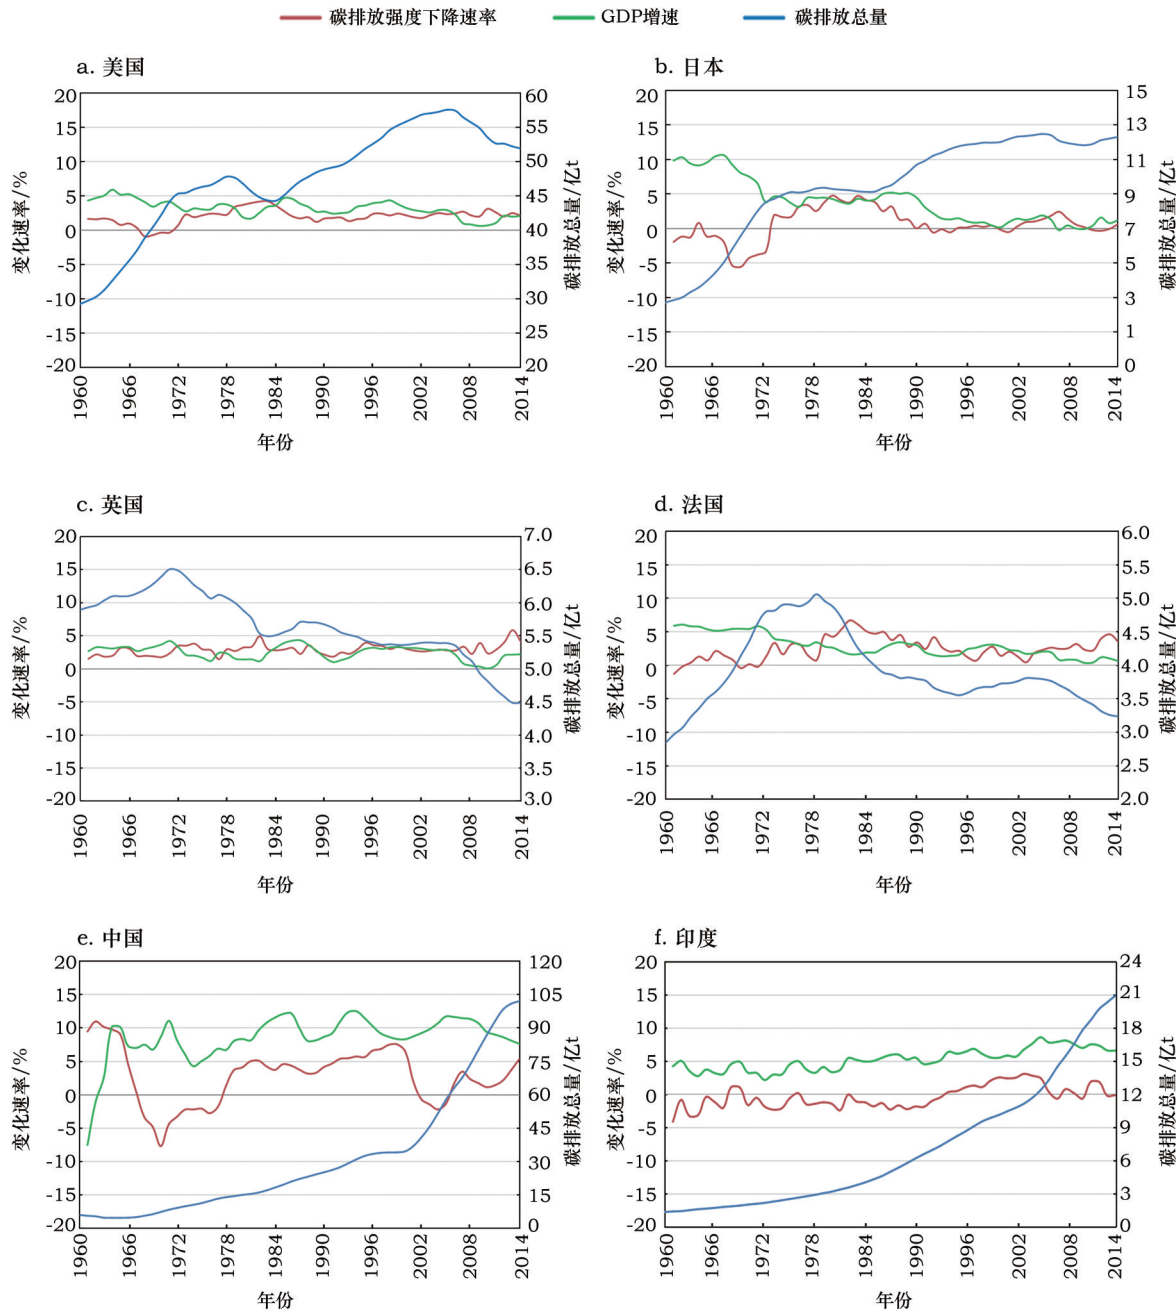 碳排放强度下降速率 GDP增速 碳排放总量
a. 美国
20 15 10 5 0 -5 -10 -15 -20
变化速率/%
60 55 50 45 40 35 30 25 20
碳排放总量/亿t
1960 1966 1972 1978 1984 1990 1996 2002 2008 2014
年份
b. 日本
20 15 10 5 0 -5 -10 -15 -20
变化速率/%
15 13 11 9 7 5 3 1 0
碳排放总量/亿t
1960 1966 1972 1978 1984 1990 1996 2002 2008 2014
年份
c. 英国
20 15 10 5 0 -5 -10 -15 -20
变化速率/%
7.0 6.5 6.0 5.5 5.0 4.5 4.0 3.5 3.0
碳排放总量/亿t
1960 1966 1972 1978 1984 1990 1996 2002 2008 2014
年份
d. 法国
20 15 10 5 0 -5 -10 -15 -20
变化速率/%
6.0 5.5 5.0 4.5 4.0 3.5 3.0 2.5 2.0
碳排放总量/亿t
1960 1966 1972 1978 1984 1990 1996 2002 2008 2014
年份
e. 中国
20 15 10 5 0 -5 -10 -15 -20
变化速率/%
120 105 90 75 60 45 30 15 0
碳排放总量/亿t
1960 1966 1972 1978 1984 1990 1996 2002 2008 2014
年份
f. 印度
20 15 10 5 0 -5 -10 -15 -20
变化速率/%
24 21 18 15 12 9 6 3 0
碳排放总量/亿t
1960 1966 1972 1978 1984 1990 1996 2002 2008 2014
年份